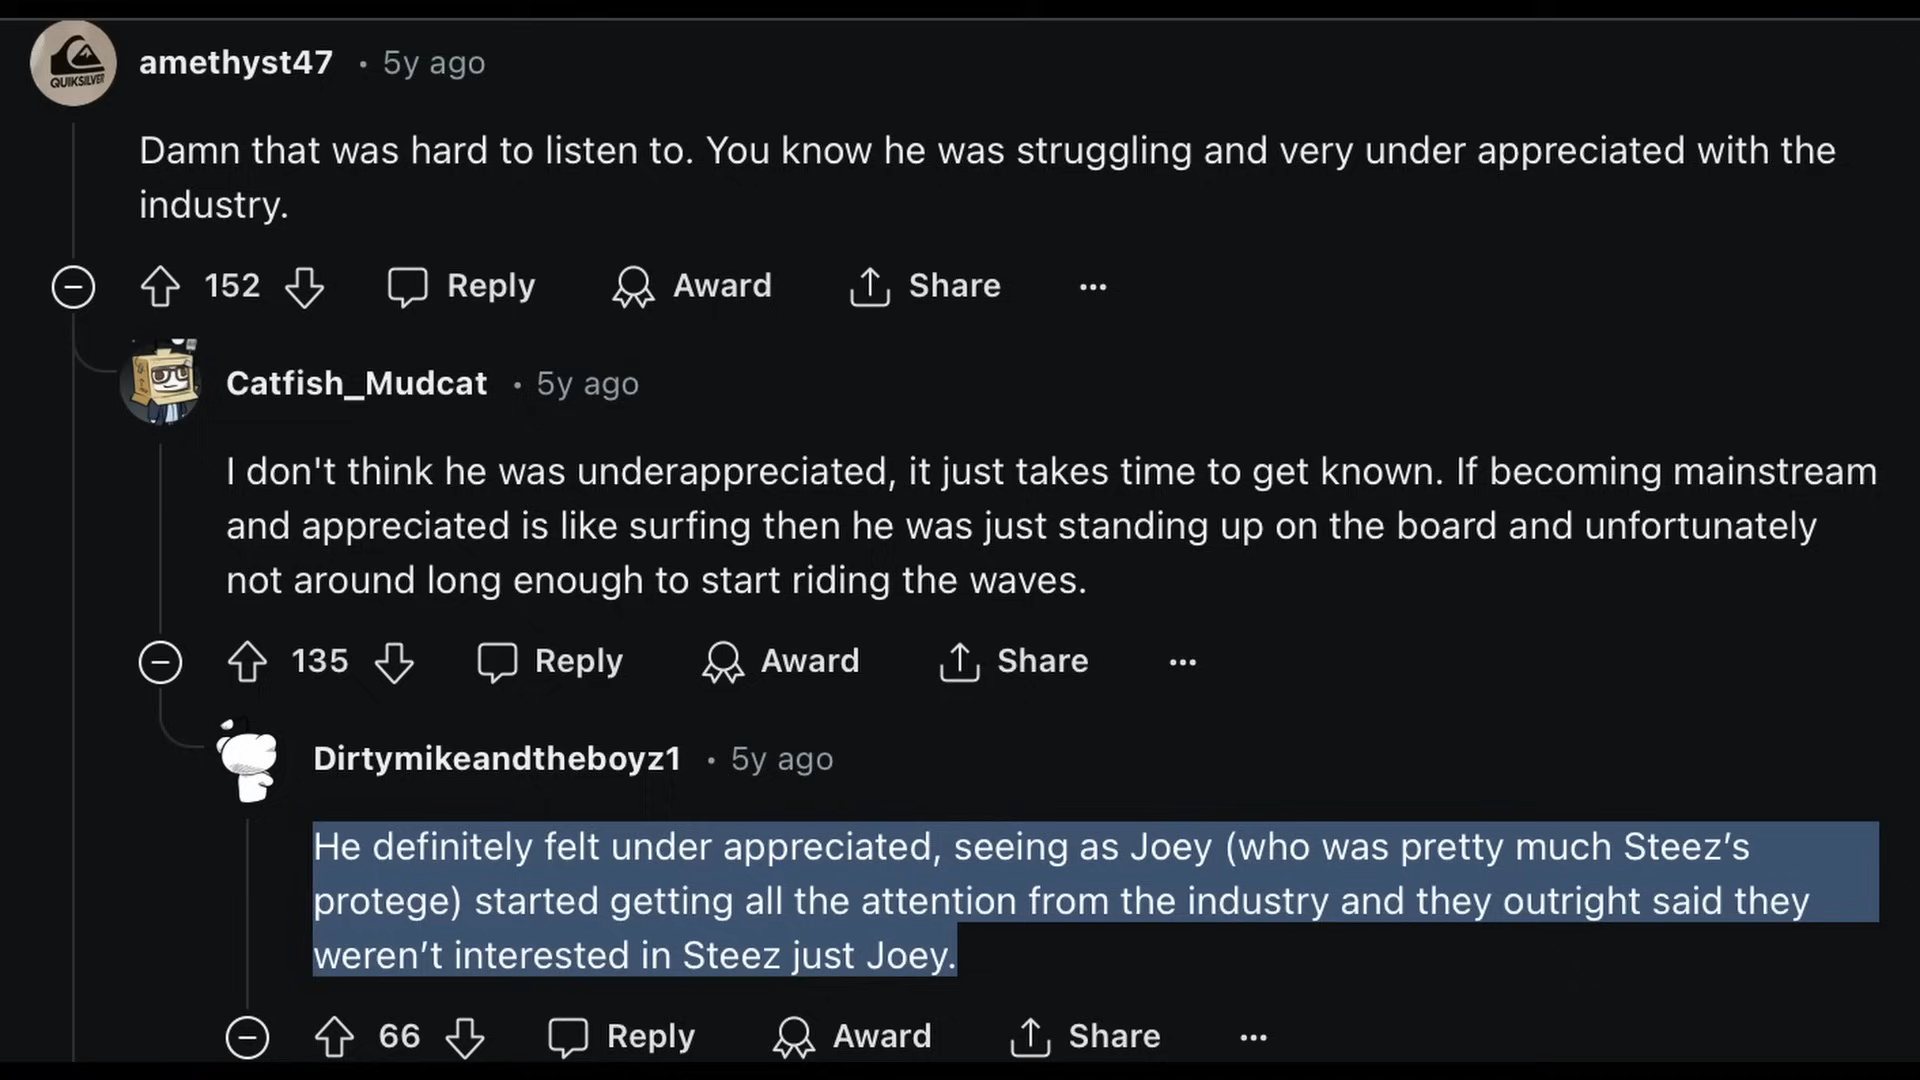 QUIKSILVER
amethyst47 • 5y ago
Damn that was hard to listen to. You know he was struggling and very under appreciated with the
industry.
152 Reply Award Share ...
Catfish_Mudcat • 5y ago
I don't think he was underappreciated, it just takes time to get known. If becoming mainstream
and appreciated is like surfing then he was just standing up on the board and unfortunately
not around long enough to start riding the waves.
135 Reply Award Share ...
Dirtymikeandtheboyz1 • 5y ago
He definitely felt under appreciated, seeing as Joey (who was pretty much Steez’s
protege) started getting all the attention from the industry and they outright said they
weren’t interested in Steez just Joey.
66 Reply Award Share ...